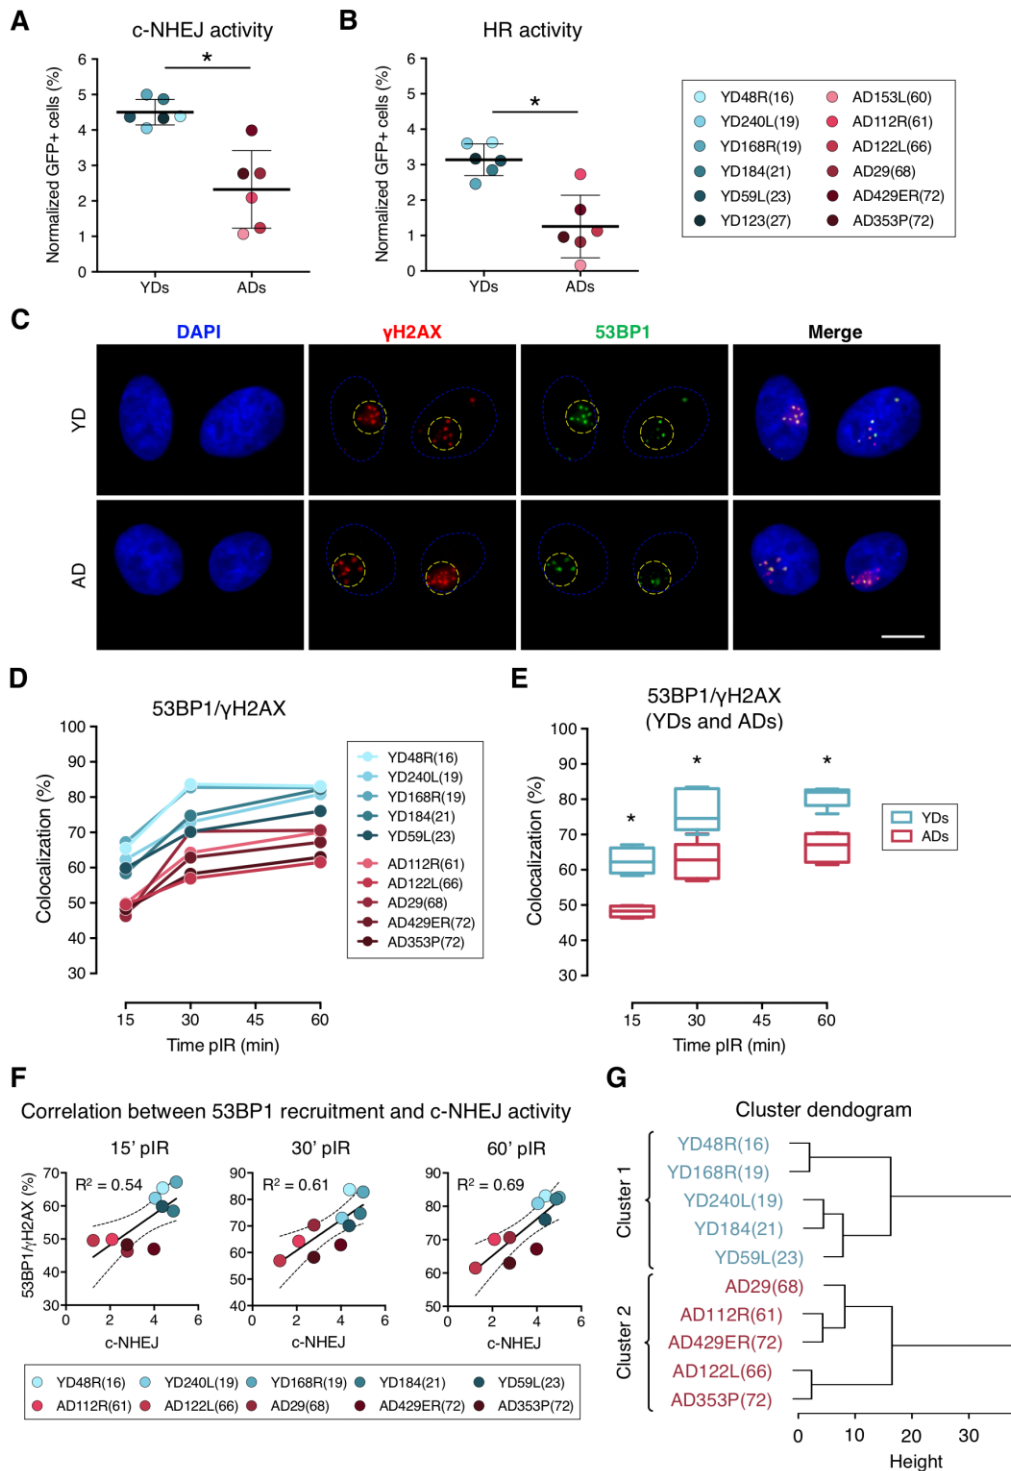 A
c-NHEJ activity
*
Normalized GFP+ cells (%)
6
5
4
3
2
1
0
YDs
ADs
B
HR activity
*
Normalized GFP+ cells (%)
6
5
4
3
2
1
0
YDs
ADs
YD48R(16)
YD240L(19)
YD168R(19)
YD184(21)
YD59L(23)
YD123(27)
AD153L(60)
AD112R(61)
AD122L(66)
AD29(68)
AD429ER(72)
AD353P(72)
C
DAPI
γH2AX
53BP1
Merge
YD
AD
D
53BP1/γH2AX
Colocalization (%)
100
90
80
70
60
50
40
30
15
30
45
60
Time pIR (min)
YD48R(16)
YD240L(19)
YD168R(19)
YD184(21)
YD59L(23)
AD112R(61)
AD122L(66)
AD29(68)
AD429ER(72)
AD353P(72)
E
53BP1/γH2AX
(YDs and ADs)
Colocalization (%)
100
90
80
70
60
50
40
30
*
*
*
15
30
45
60
Time pIR (min)
YDs
ADs
F
Correlation between 53BP1 recruitment and c-NHEJ activity
15' pIR
R² = 0.54
53BP1/γH2AX (%)
70
60
50
40
30
0
2
4
6
c-NHEJ
30' pIR
R² = 0.61
90
80
70
60
50
40
0
2
4
6
c-NHEJ
60' pIR
R² = 0.69
90
80
70
60
50
0
2
4
6
c-NHEJ
YD48R(16)
YD240L(19)
YD168R(19)
YD184(21)
YD59L(23)
AD112R(61)
AD122L(66)
AD29(68)
AD429ER(72)
AD353P(72)
G
Cluster dendogram
Cluster 1
YD48R(16)
YD168R(19)
YD240L(19)
YD184(21)
YD59L(23)
Cluster 2
AD29(68)
AD112R(61)
AD429ER(72)
AD122L(66)
AD353P(72)
0
10
20
30
Height